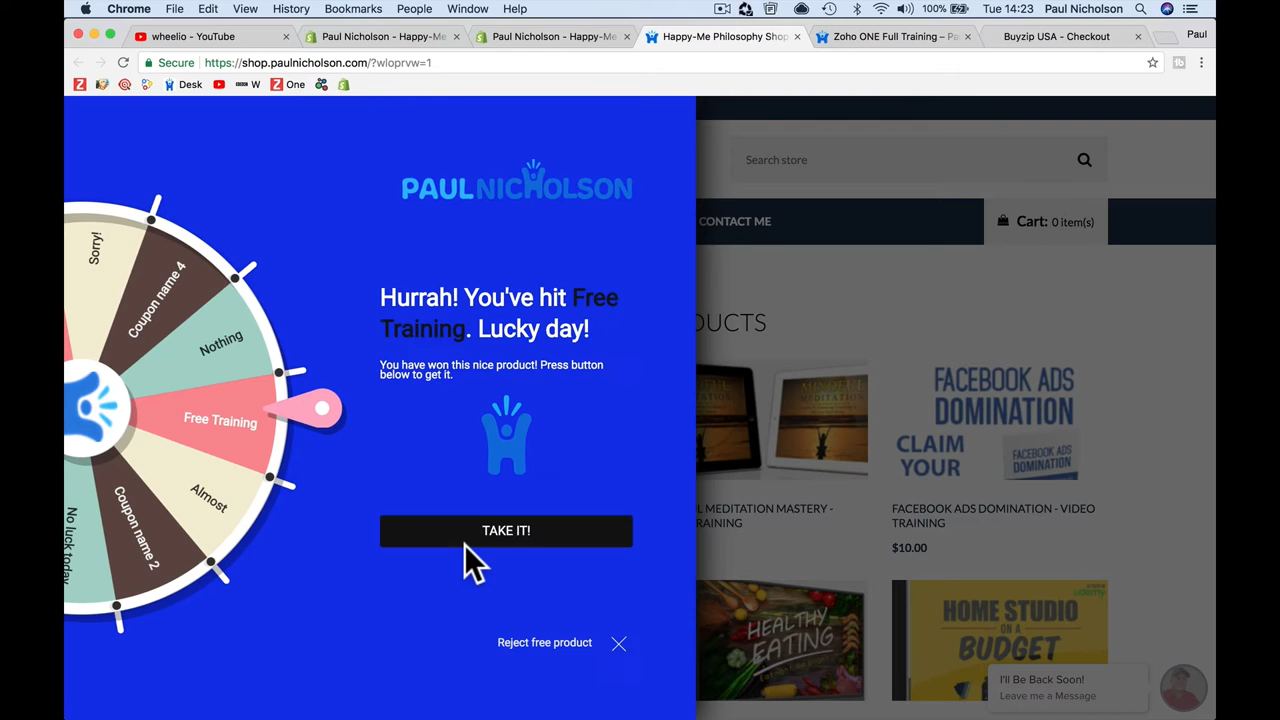 Chrome File Edit View History Bookmarks People Window Help 100% Tue 14:23 Paul Nicholson
wheelio - YouTube × Paul Nicholson - Happy-Me × Paul Nicholson - Happy-Me × Happy-Me Philosophy Shop × Zoho ONE Full Training – Pa × Buyzip USA - Checkout × Paul
Secure https://shop.paulnicholson.com/?wloprvw=1
Desk W One
PAULNICHOLSON
Search store
CONTACT ME
Cart: 0 item(s)
Sorry!
Coupon name 4
Nothing
Free Training
Almost
Coupon name 2
No luck today
Hurrah! You've hit Free
Training. Lucky day!
You have won this nice product! Press button
below to get it.
TAKE IT!
Reject free product
ODUCTS
MINDFUL
MEDITATION
FACEBOOK ADS
DOMINATION
CLAIM
YOUR
FACEBOOK ADS
DOMINATION
L MEDITATION MASTERY -
RAINING
FACEBOOK ADS DOMINATION - VIDEO
TRAINING
$10.00
HEALTHY
EATING
udemy
HOME STUDIO
ON A
BUDGET
I'll Be Back Soon!
Leave me a Message